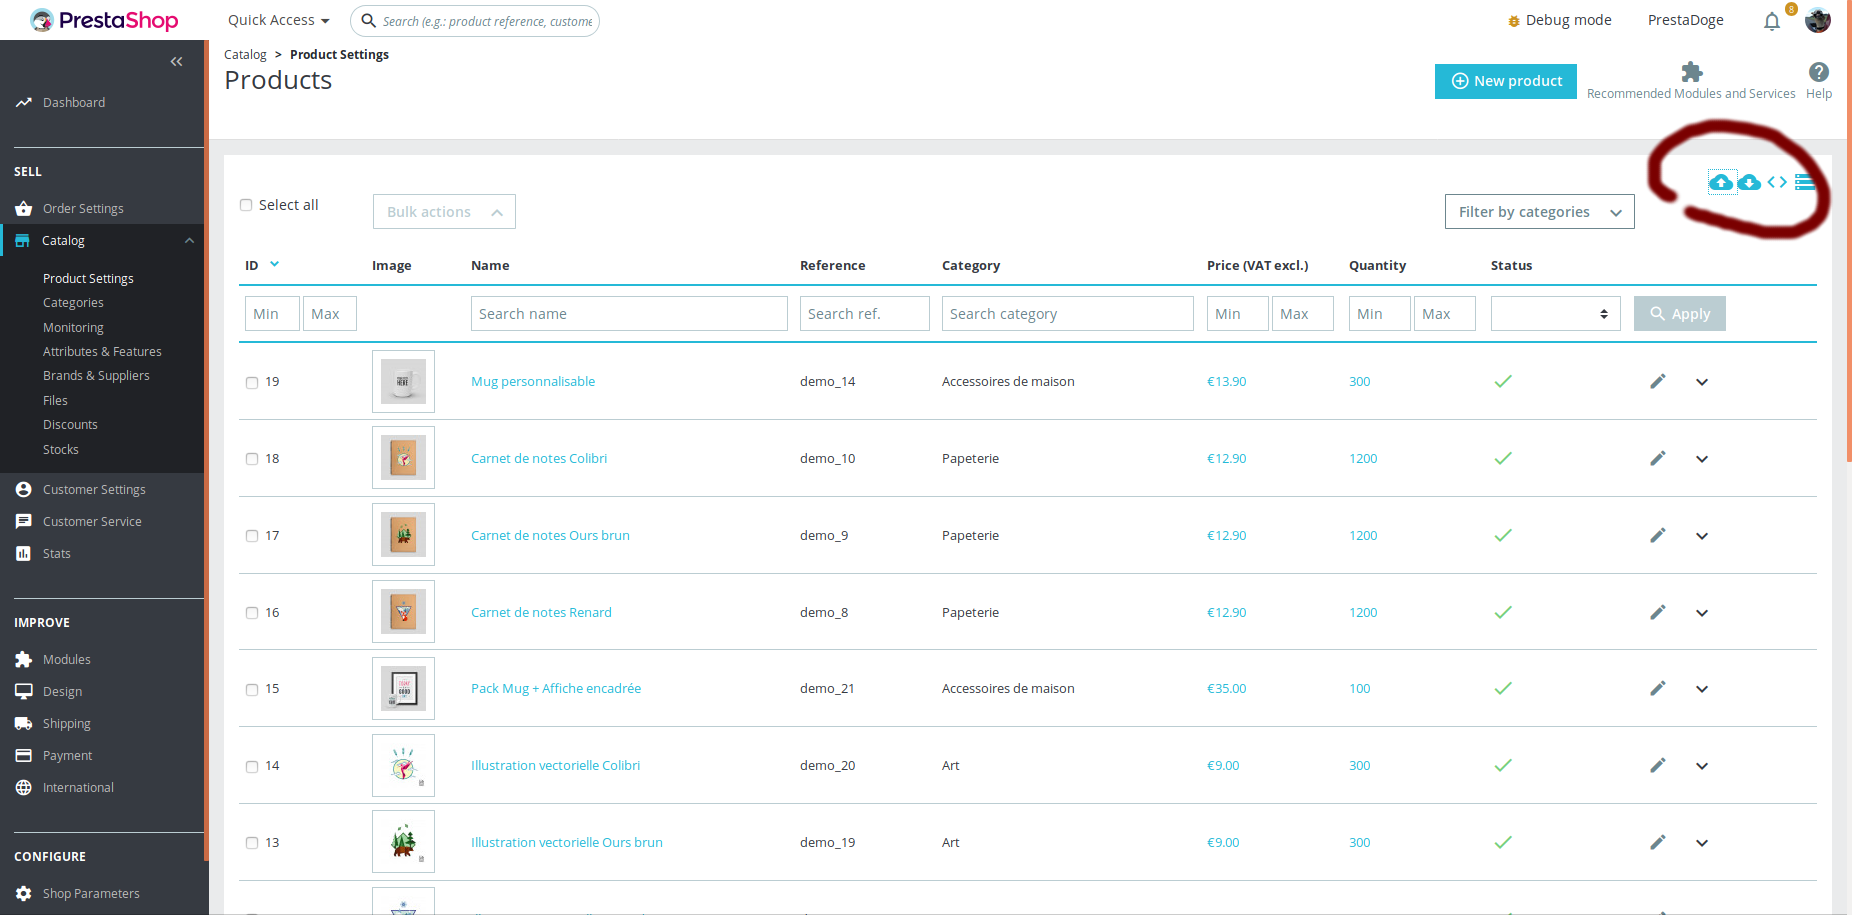 PrestaShop
Quick Access
Search (e.g.: product reference, custome
Debug mode
PrestaDoge
8
Catalog > Product Settings
Products
New product
Recommended Modules and Services
Help
Dashboard
SELL
Order Settings
Catalog
Product Settings
Categories
Monitoring
Attributes & Features
Brands & Suppliers
Files
Discounts
Stocks
Customer Settings
Customer Service
Stats
IMPROVE
Modules
Design
Shipping
Payment
International
CONFIGURE
Shop Parameters
Select all
Bulk actions
Filter by categories
ID Image Name Reference Category Price (VAT excl.) Quantity Status
Min Max Search name Search ref. Search category Min Max Min Max Apply
19 Mug personnalisable demo_14 Accessoires de maison €13.90 300
18 Carnet de notes Colibri demo_10 Papeterie €12.90 1200
17 Carnet de notes Ours brun demo_9 Papeterie €12.90 1200
16 Carnet de notes Renard demo_8 Papeterie €12.90 1200
15 Pack Mug + Affiche encadrée demo_21 Accessoires de maison €35.00 100
14 Illustration vectorielle Colibri demo_20 Art €9.00 300
13 Illustration vectorielle Ours brun demo_19 Art €9.00 300